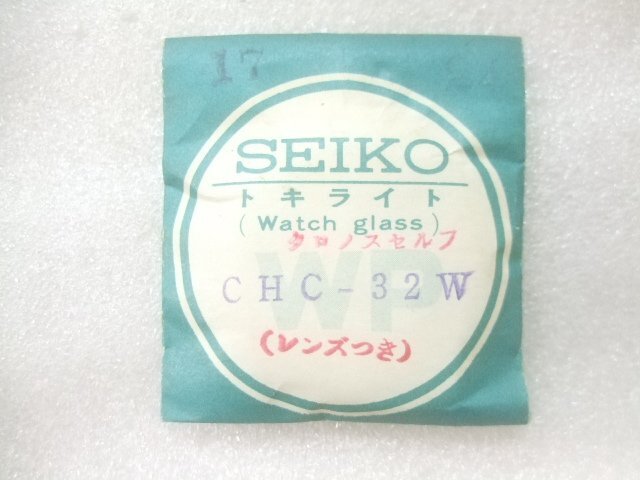 17
SEIKO
トキライト
(Watch glass)
クロノスセルフ
WP
CHC-32W
(レンズつき)